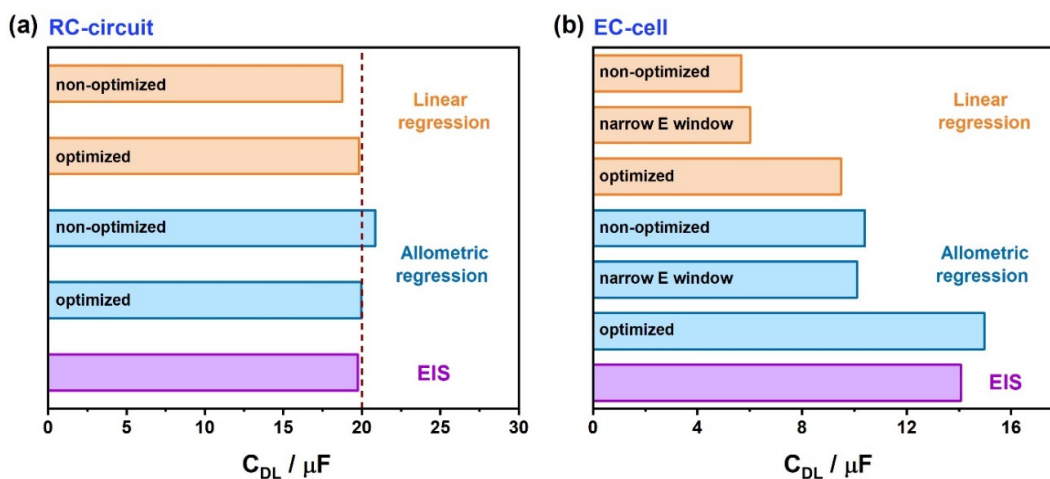 (a) RC-circuit
non-optimized
Linear
regression
optimized
non-optimized
Allometric
regression
optimized
EIS
0 5 10 15 20 25 30
C_DL / μF
(b) EC-cell
non-optimized
Linear
regression
narrow E window
optimized
non-optimized
Allometric
regression
narrow E window
optimized
EIS
0 4 8 12 16
C_DL / μF